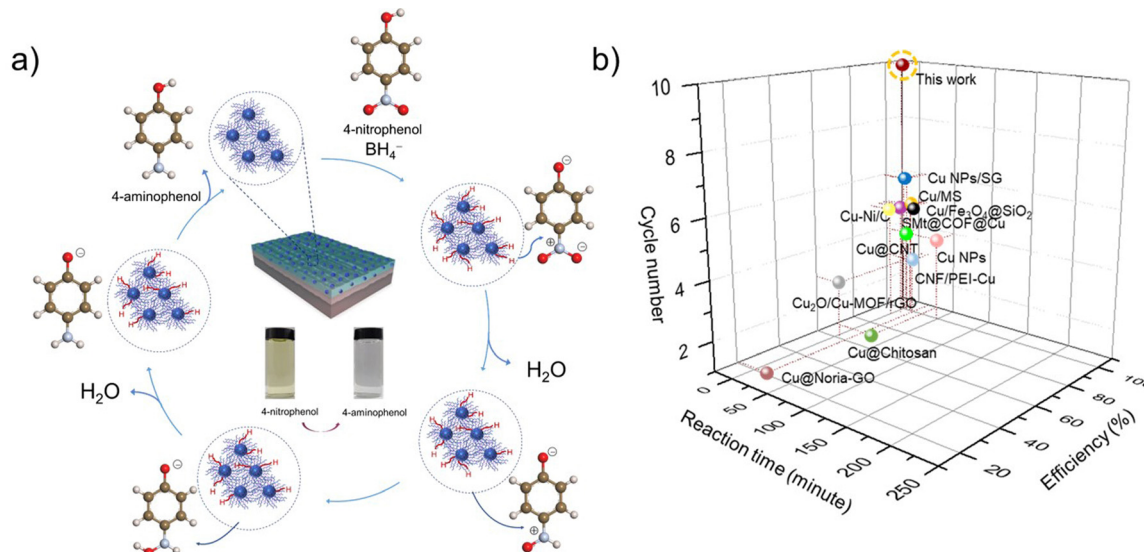 a)
4-nitrophenol
BH₄⁻
4-aminophenol
H
H
H
H
H
H
H
⊖
⊕
⊖
H₂O
H
H
H
H
H
H
H
⊖
⊕
H
H
H
H
H
H
H
⊖
H₂O
H
H
H
H
H
H
H
⊖
4-nitrophenol
4-aminophenol
b)
Cycle number
10
8
6
4
2
This work
Cu NPs/SG
Cu/MS
Cu-Ni/C
Cu/Fe₃O₄@SiO₂
SMt@COF@Cu
Cu@CNT
Cu NPs
CNF/PEI-Cu
Cu₂O/Cu-MOF/rGO
Cu@Chitosan
Cu@Noria-GO
0
50
100
150
200
250
Reaction time (minute)
20
40
60
80
100
Efficiency (%)